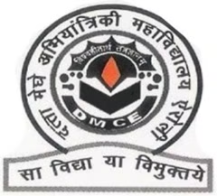 दत्ता मेघे अभियांत्रिकी महाविद्यालय ऐरोली
DMCE
सा विद्या या विमुक्तये